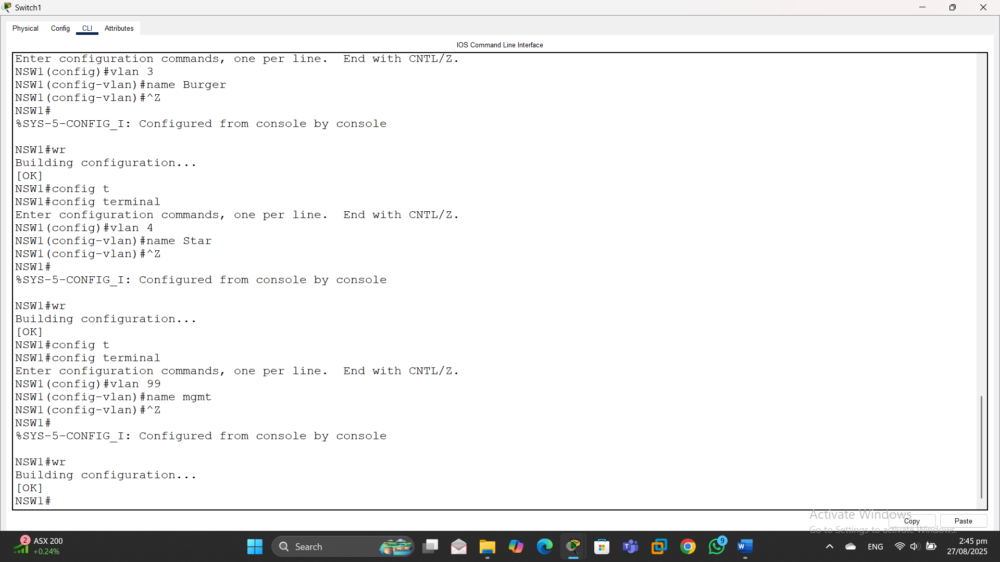 Switch1
Physical Config CLI Attributes
IOS Command Line Interface
Enter configuration commands, one per line.  End with CNTL/Z.
NSW1(config)#vlan 3
NSW1(config-vlan)#name Burger
NSW1(config-vlan)#^Z
NSW1#
%SYS-5-CONFIG_I: Configured from console by console

NSW1#wr
Building configuration...
[OK]
NSW1#config t
NSW1#config terminal
Enter configuration commands, one per line.  End with CNTL/Z.
NSW1(config)#vlan 4
NSW1(config-vlan)#name Star
NSW1(config-vlan)#^Z
NSW1#
%SYS-5-CONFIG_I: Configured from console by console

NSW1#wr
Building configuration...
[OK]
NSW1#config t
NSW1#config terminal
Enter configuration commands, one per line.  End with CNTL/Z.
NSW1(config)#vlan 99
NSW1(config-vlan)#name mgmt
NSW1(config-vlan)#^Z
NSW1#
%SYS-5-CONFIG_I: Configured from console by console

NSW1#wr
Building configuration...
[OK]
NSW1#
Activate Windows
Go to Settings to activate Windows.
Copy Paste
2 ASX 200
+0.24%
Search
9
ENG
2:45 pm
27/08/2025